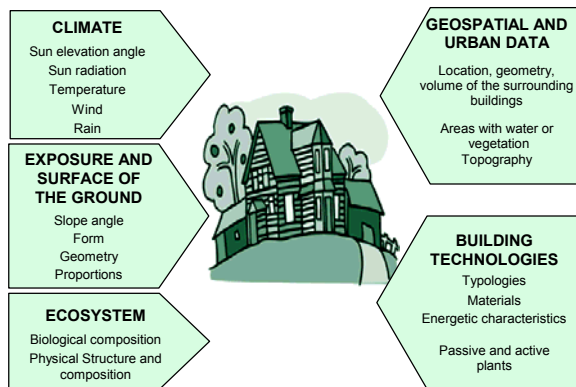 CLIMATE
Sun elevation angle
Sun radiation
Temperature
Wind
Rain
EXPOSURE AND
SURFACE OF
THE GROUND
Slope angle
Form
Geometry
Proportions
ECOSYSTEM
Biological composition
Physical Structure and
composition
GEOSPATIAL AND
URBAN DATA
Location, geometry,
volume of the surrounding
buildings
Areas with water or
vegetation
Topography
BUILDING
TECHNOLOGIES
Typologies
Materials
Energetic characteristics
Passive and active
plants